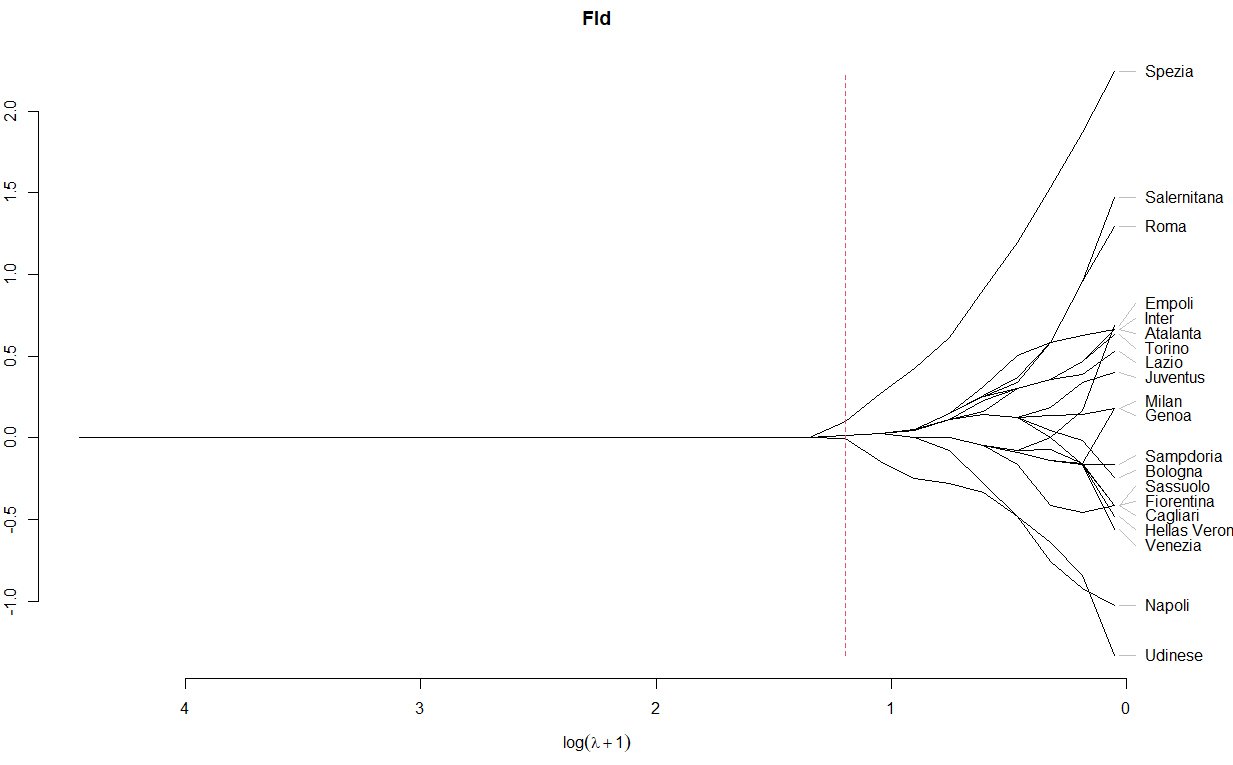 Fld
2.0
1.5
1.0
0.5
0.0
-0.5
-1.0
Spezia
Salernitana
Roma
Empoli
Inter
Atalanta
Torino
Lazio
Juventus
Milan
Genoa
Sampdoria
Bologna
Sassuolo
Fiorentina
Cagliari
Hellas Veron
Venezia
Napoli
Udinese
4 3 2 1 0
log(λ + 1)